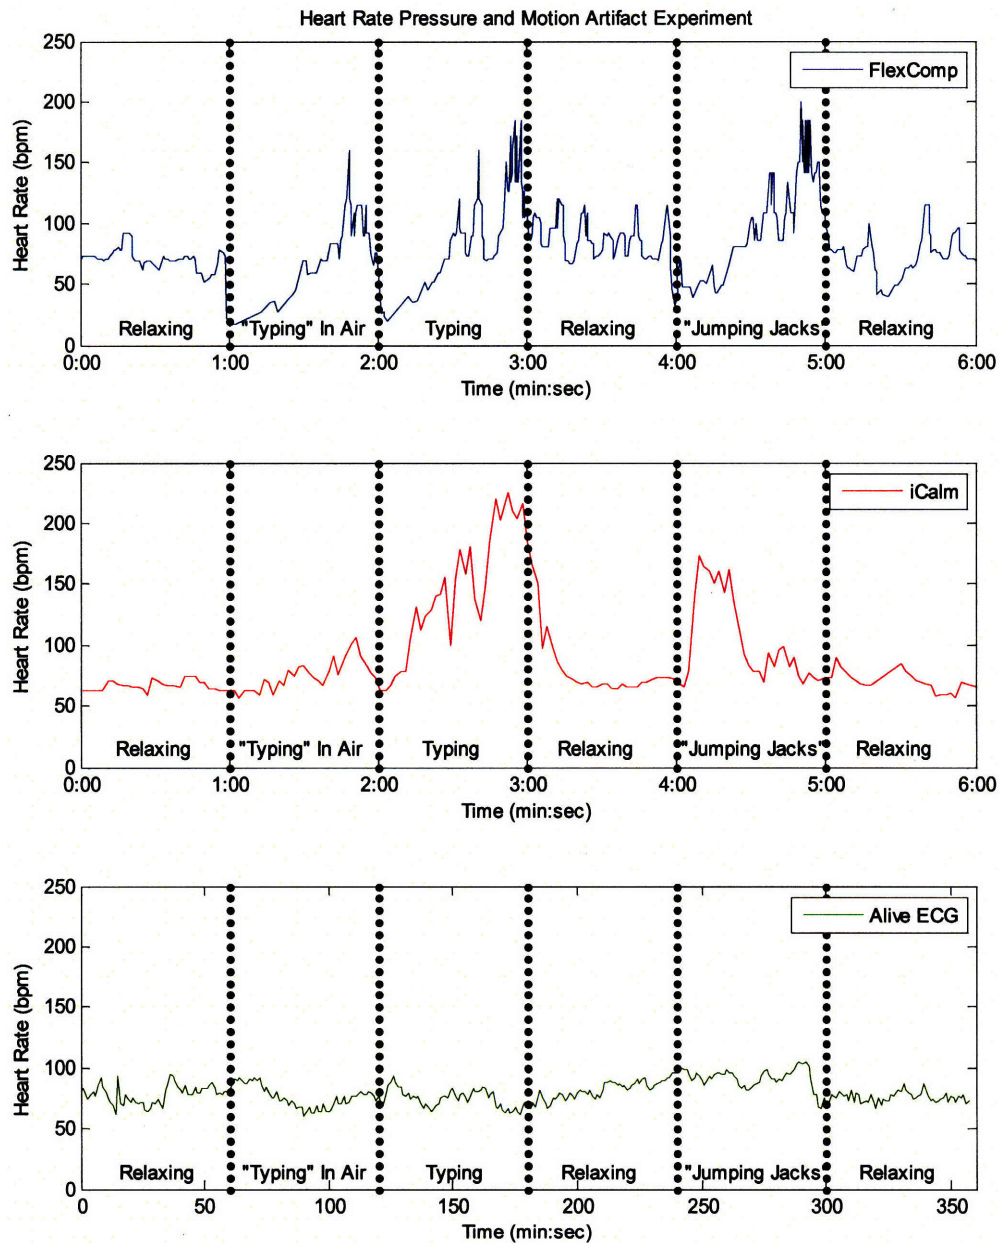 Heart Rate Pressure and Motion Artifact Experiment
250
200
150
100
50
0
Heart Rate (bpm)
FlexComp
Relaxing
"Typing" In Air
Typing
Relaxing
"Jumping Jacks
Relaxing
0:00 1:00 2:00 3:00 4:00 5:00 6:00
Time (min:sec)
250
200
150
100
50
0
Heart Rate (bpm)
iCalm
Relaxing
"Typing" In Air
Typing
Relaxing
"Jumping Jacks"
Relaxing
0:00 1:00 2:00 3:00 4:00 5:00 6:00
Time (min:sec)
250
200
150
100
50
0
Heart Rate (bpm)
Alive ECG
Relaxing
"Typing" In Air
Typing
Relaxing
"Jumping Jacks
Relaxing
0 50 100 150 200 250 300 350
Time (min:sec)